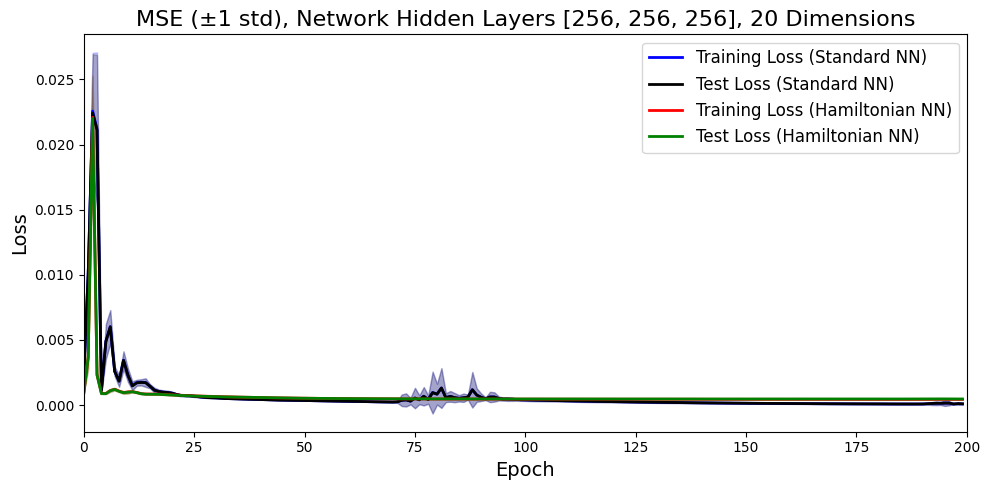 MSE (±1 std), Network Hidden Layers [256, 256, 256], 20 Dimensions
Training Loss (Standard NN)
Test Loss (Standard NN)
Training Loss (Hamiltonian NN)
Test Loss (Hamiltonian NN)
Loss
0.025
0.020
0.015
0.010
0.005
0.000
0 25 50 75 100 125 150 175 200
Epoch